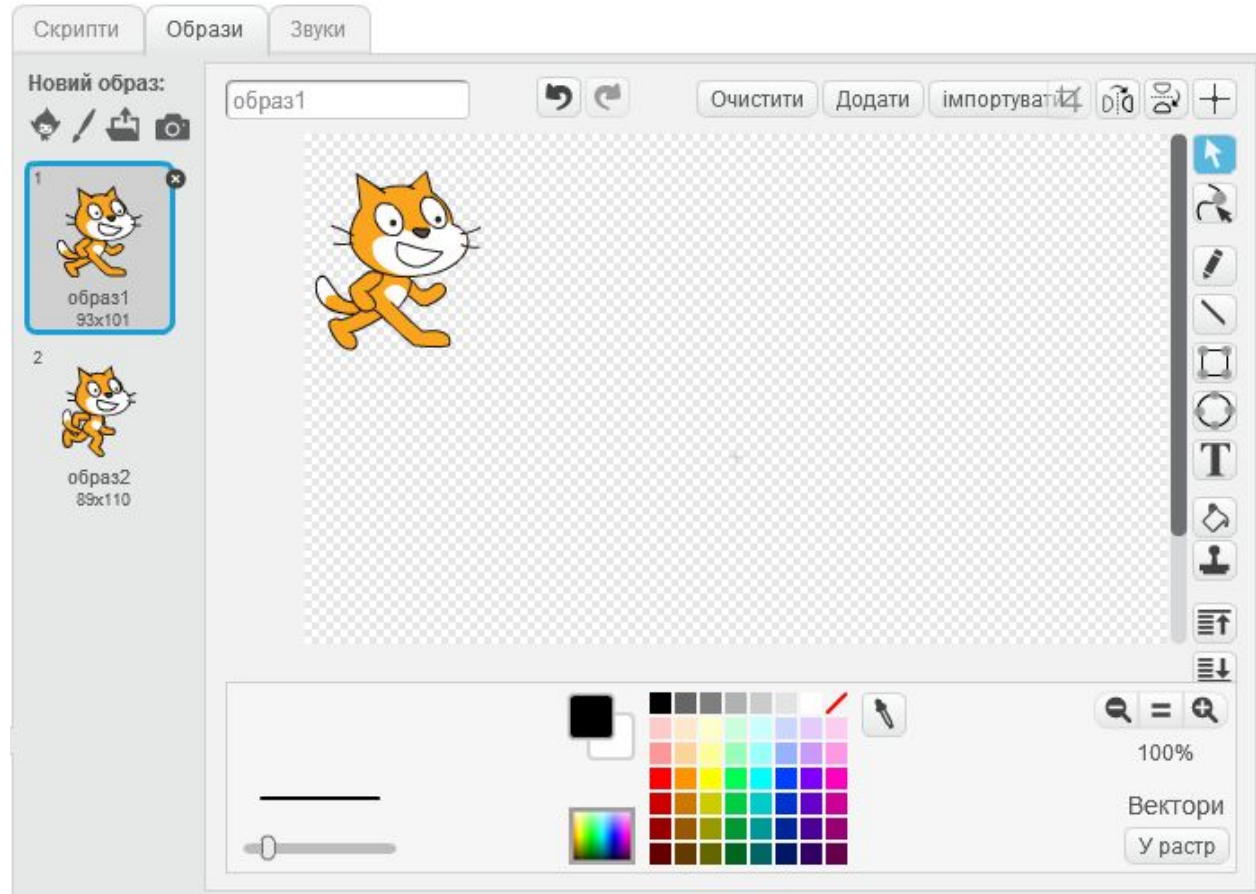 Скрипти Образи Звуки
Новий образ:
образ1 Очистити Додати імпортувати
1
образ1
93x101
2
образ2
89x110
T
100%
Вектори
У растр